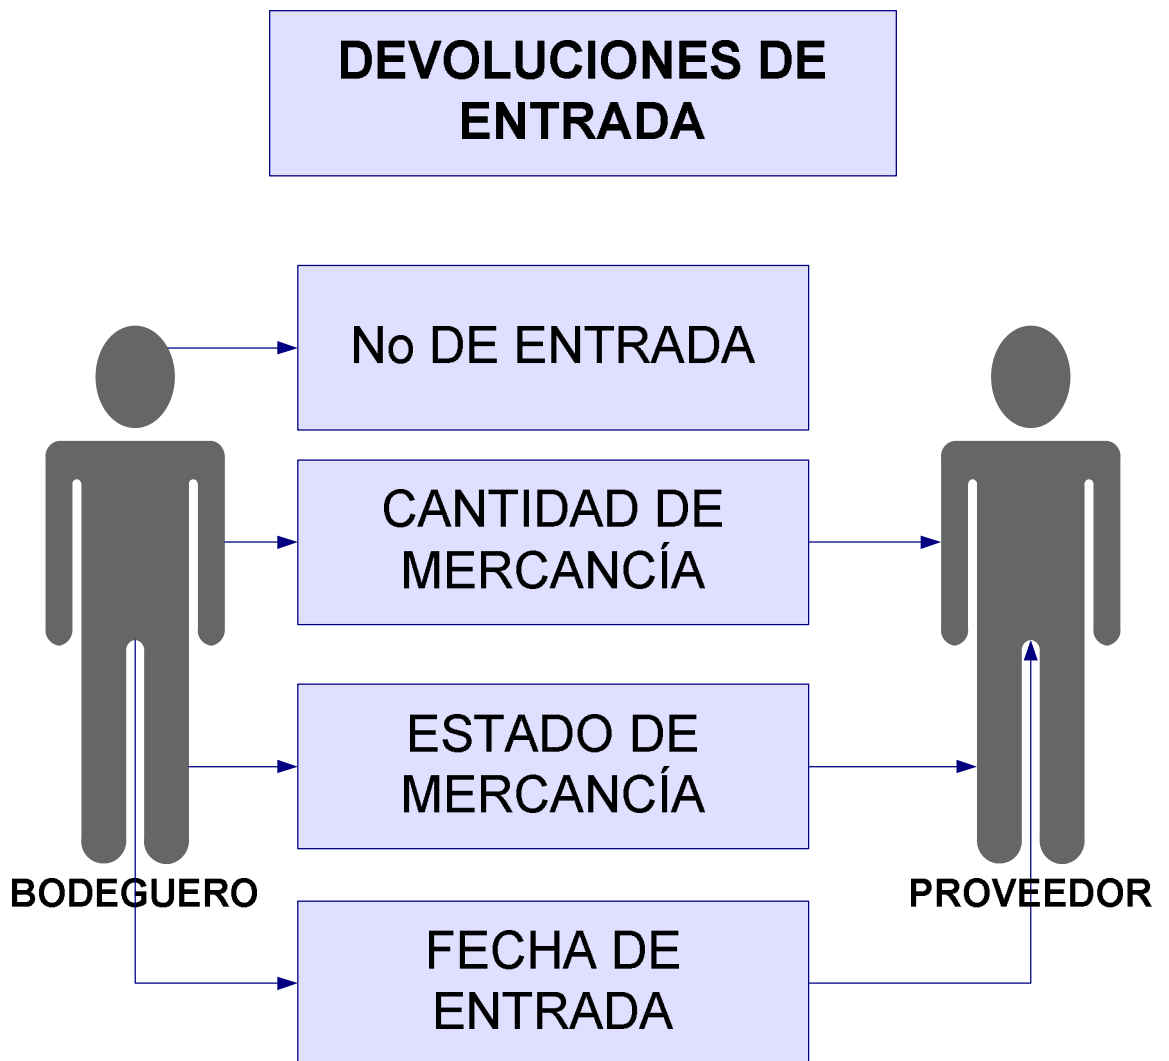 DEVOLUCIONES DE
ENTRADA
No DE ENTRADA
CANTIDAD DE
MERCANCÍA
ESTADO DE
MERCANCÍA
BODEGUERO
PROVEEDOR
FECHA DE
ENTRADA